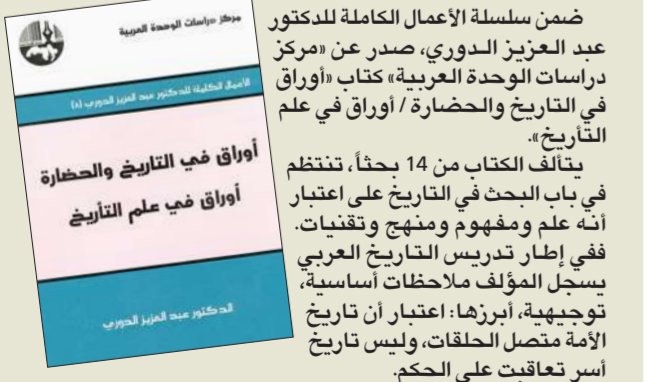 ضمن سلسلة الأعمال الكاملة للدكتور
عبد العزيز الدوري، صدر عن «مركز
دراسات الوحدة العربية» كتاب «أوراق
في التاريخ والحضارة / أوراق في علم
التأريخ».
يتألف الكتاب من 14 بحثاً، تنتظم
في باب البحث في التاريخ على اعتبار
أنه علم ومفهوم ومنهج وتقنيات.
ففي إطار تدريس التاريخ العربي
يسجل المؤلف ملاحظات أساسية،
توجيهية، أبرزها: اعتبار أن تاريخ
الأمة متصل الحلقات، وليس تاريخ
أسر تعاقبت على الحكم.
مركز دراسات الوحدة العربية
الأعمال الكاملة للدكتور عبد العزيز الدوري
أوراق في التاريخ والحضارة
أوراق في علم التأريخ
الدكتور عبد العزيز الدوري